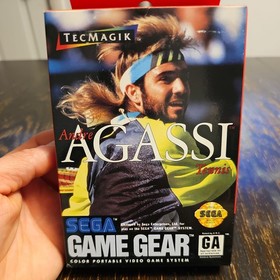 TECMAGIK
Andre
AGASSI
tennis
SEGA
GAME GEAR
COLOR PORTABLE VIDEO GAME SYSTEM
SEGA
GA